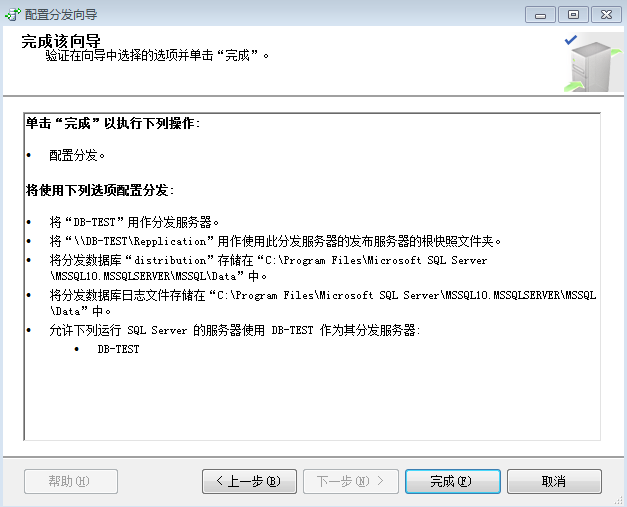 配置分发向导
完成该向导
验证在向导中选择的选项并单击“完成”。
单击“完成”以执行下列操作:
• 配置分发。
将使用下列选项配置分发:
• 将“DB-TEST”用作分发服务器。
• 将“\\DB-TEST\Repplication”用作使用此分发服务器的发布服务器的根快照文件夹。
• 将分发数据库“distribution”存储在“C:\Program Files\Microsoft SQL Server
\MSSQL10.MSSQLSERVER\MSSQL\Data”中。
• 将分发数据库日志文件存储在“C:\Program Files\Microsoft SQL Server\MSSQL10.MSSQLSERVER\MSSQL
\Data”中。
• 允许下列运行 SQL Server 的服务器使用 DB-TEST 作为其分发服务器:
• DB-TEST
帮助(H)
< 上一步(B)
下一步(N) >
完成(F)
取消